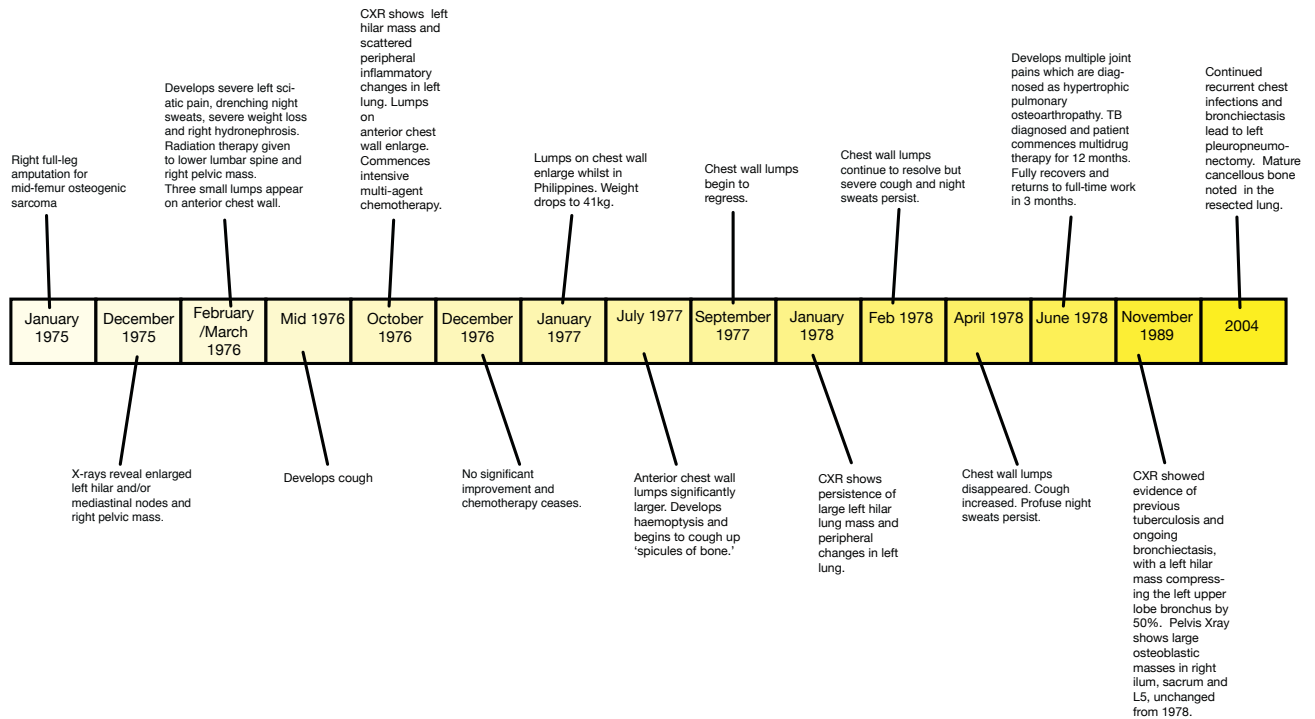 Right full-leg
amputation for
mid-femur osteogenic
sarcoma
Develops severe left sci-
atic pain, drenching night
sweats, severe weight loss
and right hydronephrosis.
Radiation therapy given
to lower lumbar spine and
right pelvic mass.
Three small lumps appear
on anterior chest wall.
CXR shows left
hilar mass and
scattered
peripheral
inflammatory
changes in left
lung. Lumps
on
anterior chest
wall enlarge.
Commences
intensive
multi-agent
chemotherapy.
Lumps on chest wall
enlarge whilst in
Philippines. Weight
drops to 41kg.
Chest wall lumps
begin to
regress.
Chest wall lumps
continue to resolve but
severe cough and night
sweats persist.
Develops multiple joint
pains which are diag-
nosed as hypertrophic
pulmonary
osteoarthropathy. TB
diagnosed and patient
commences multidrug
therapy for 12 months.
Fully recovers and
returns to full-time work
in 3 months.
Continued
recurrent chest
infections and
bronchiectasis
lead to left
pleuropneumo-
nectomy. Mature
cancellous bone
noted in the
resected lung.
January
1975
December
1975
February
/March
1976
Mid 1976
October
1976
December
1976
January
1977
July 1977
September
1977
January
1978
Feb 1978
April 1978
June 1978
November
1989
2004
X-rays reveal enlarged
left hilar and/or
mediastinal nodes and
right pelvic mass.
Develops cough
No significant
improvement and
chemotherapy ceases.
Anterior chest wall
lumps significantly
larger. Develops
haemoptysis and
begins to cough up
‘spicules of bone.’
CXR shows
persistence of
large left hilar
lung mass and
peripheral
changes in left
lung.
Chest wall lumps
disappeared. Cough
increased. Profuse night
sweats persist.
CXR showed
evidence of
previous
tuberculosis and
ongoing
bronchiectasis,
with a left hilar
mass compress-
ing the left upper
lobe bronchus by
50%. Pelvis Xray
shows large
osteoblastic
masses in right
ilum, sacrum and
L5, unchanged
from 1978.